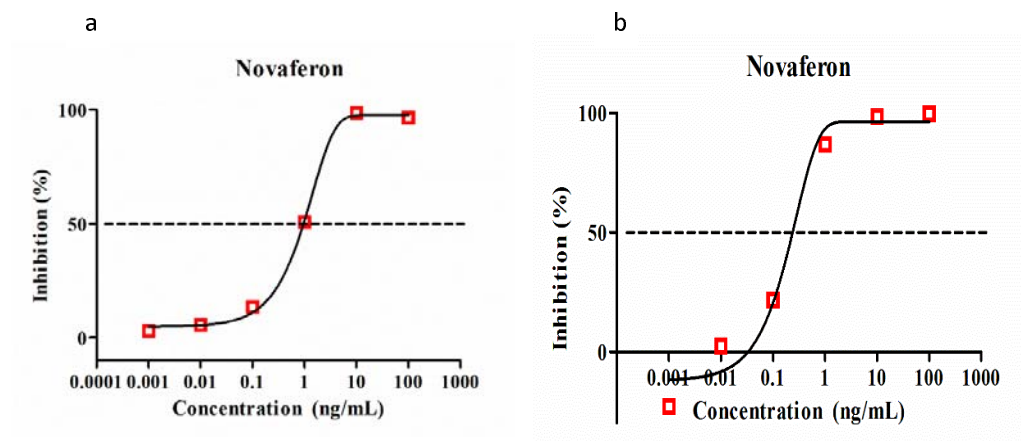 a
Novaferon
100
50
0
Inhibition (%)
0.0001 0.001 0.01 0.1 1 10 100 1000
Concentration (ng/mL)
b
Novaferon
100
50
0
Inhibition (%)
0.001 0.01 0.1 1 10 100 1000
Concentration (ng/mL)